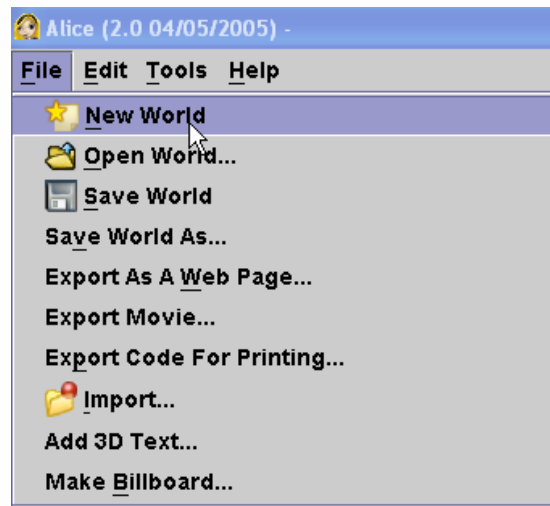 Alice (2.0 04/05/2005) -
File Edit Tools Help
New World
Open World...
Save World
Save World As...
Export As A Web Page...
Export Movie...
Export Code For Printing...
Import...
Add 3D Text...
Make Billboard...